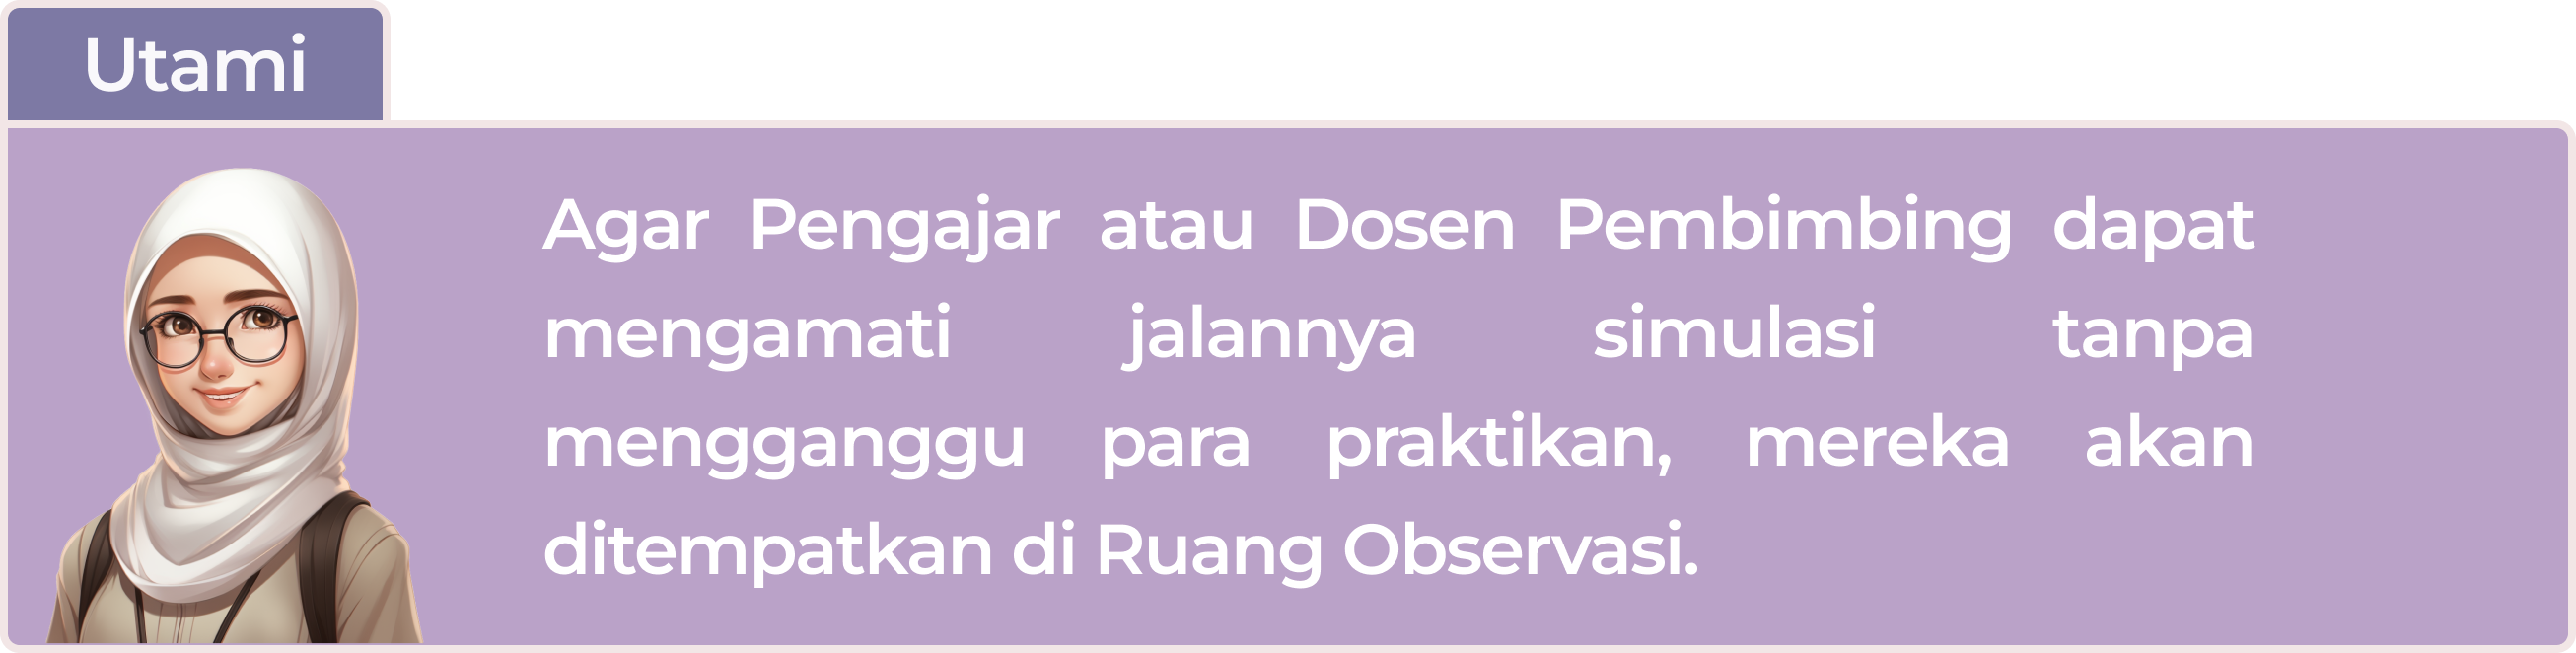 Utami
Agar Pengajar atau Dosen Pembimbing dapat
mengamati jalannya simulasi tanpa
mengganggu para praktikan, mereka akan
ditempatkan di Ruang Observasi.